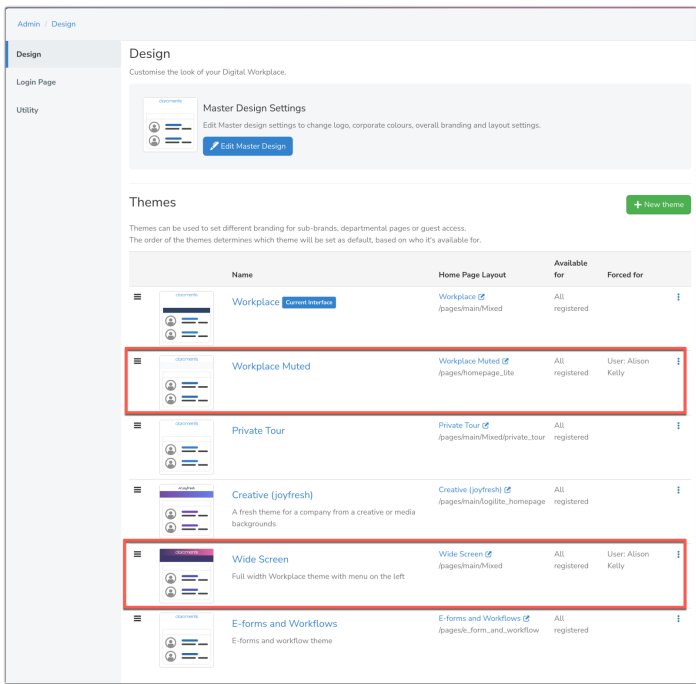 Admin / Design
Design
Login Page
Utility
Design
Customise the look of your Digital Workplace.
claromentis
Master Design Settings
Edit Master design settings to change logo, corporate colours, overall branding and layout settings.
Edit Master Design
Themes
+ New theme
Themes can be used to set different branding for sub-brands, departmental pages or guest access.
The order of the themes determines which theme will be set as default, based on who it's available for.
Name
Home Page Layout
Available for
Forced for
claromentis
Workplace Current Interface
Workplace
/pages/main/Mixed
All registered
claromentis
Workplace Muted
Workplace Muted
/pages/homepage_lite
All registered
User: Alison Kelly
claromentis
Private Tour
Private Tour
/pages/main/Mixed/private_tour
All registered
joyfresh
Creative (joyfresh)
A fresh theme for a company from a creative or media backgrounds
Creative (joyfresh)
/pages/main/logilite_homepage
All registered
claromentis
Wide Screen
Full width Workplace theme with menu on the left
Wide Screen
/pages/main/Mixed
All registered
User: Alison Kelly
claromentis
E-forms and Workflows
E-forms and workflow theme
E-forms and Workflows
/pages/e_form_and_workflow
All registered